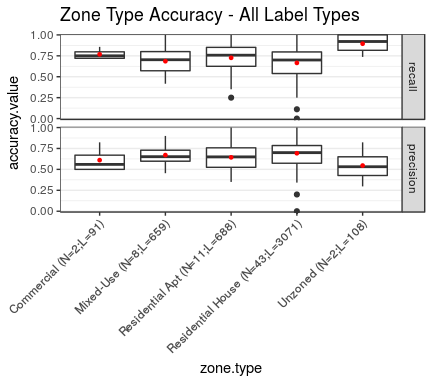 Zone Type Accuracy - All Label Types
accuracy.value
1.00
0.75
0.50
0.25
0.00
recall
1.00
0.75
0.50
0.25
0.00
precision
Commercial (N=2;L=91)
Mixed-Use (N=8;L=659)
Residential Apt (N=11;L=688)
Residential House (N=43;L=3071)
Unzoned (N=2;L=108)
zone.type